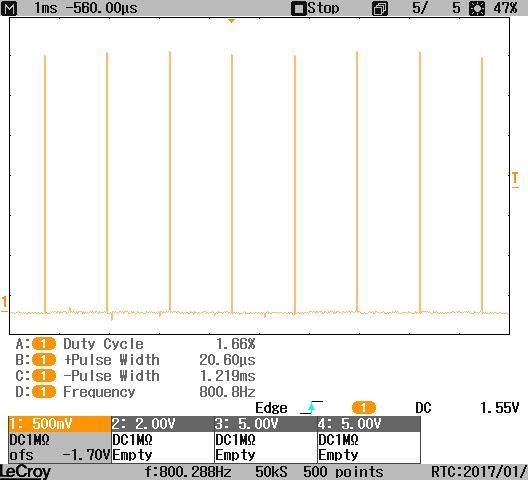 M 1ms -560.00µs Stop 5/ 5 47%
T
1
A: 1 Duty Cycle 1.66%
B: 1 +Pulse Width 20.60µs
C: 1 -Pulse Width 1.219ms
D: 1 Frequency 800.8Hz
Edge 1 DC 1.55V
1: 500mV 2: 2.00V 3: 5.00V 4: 5.00V
DC1MΩ DC1MΩ DC1MΩ DC1MΩ
ofs -1.70V Empty Empty Empty
LeCroy f:800.288Hz 50kS 500 points RTC:2017/01/